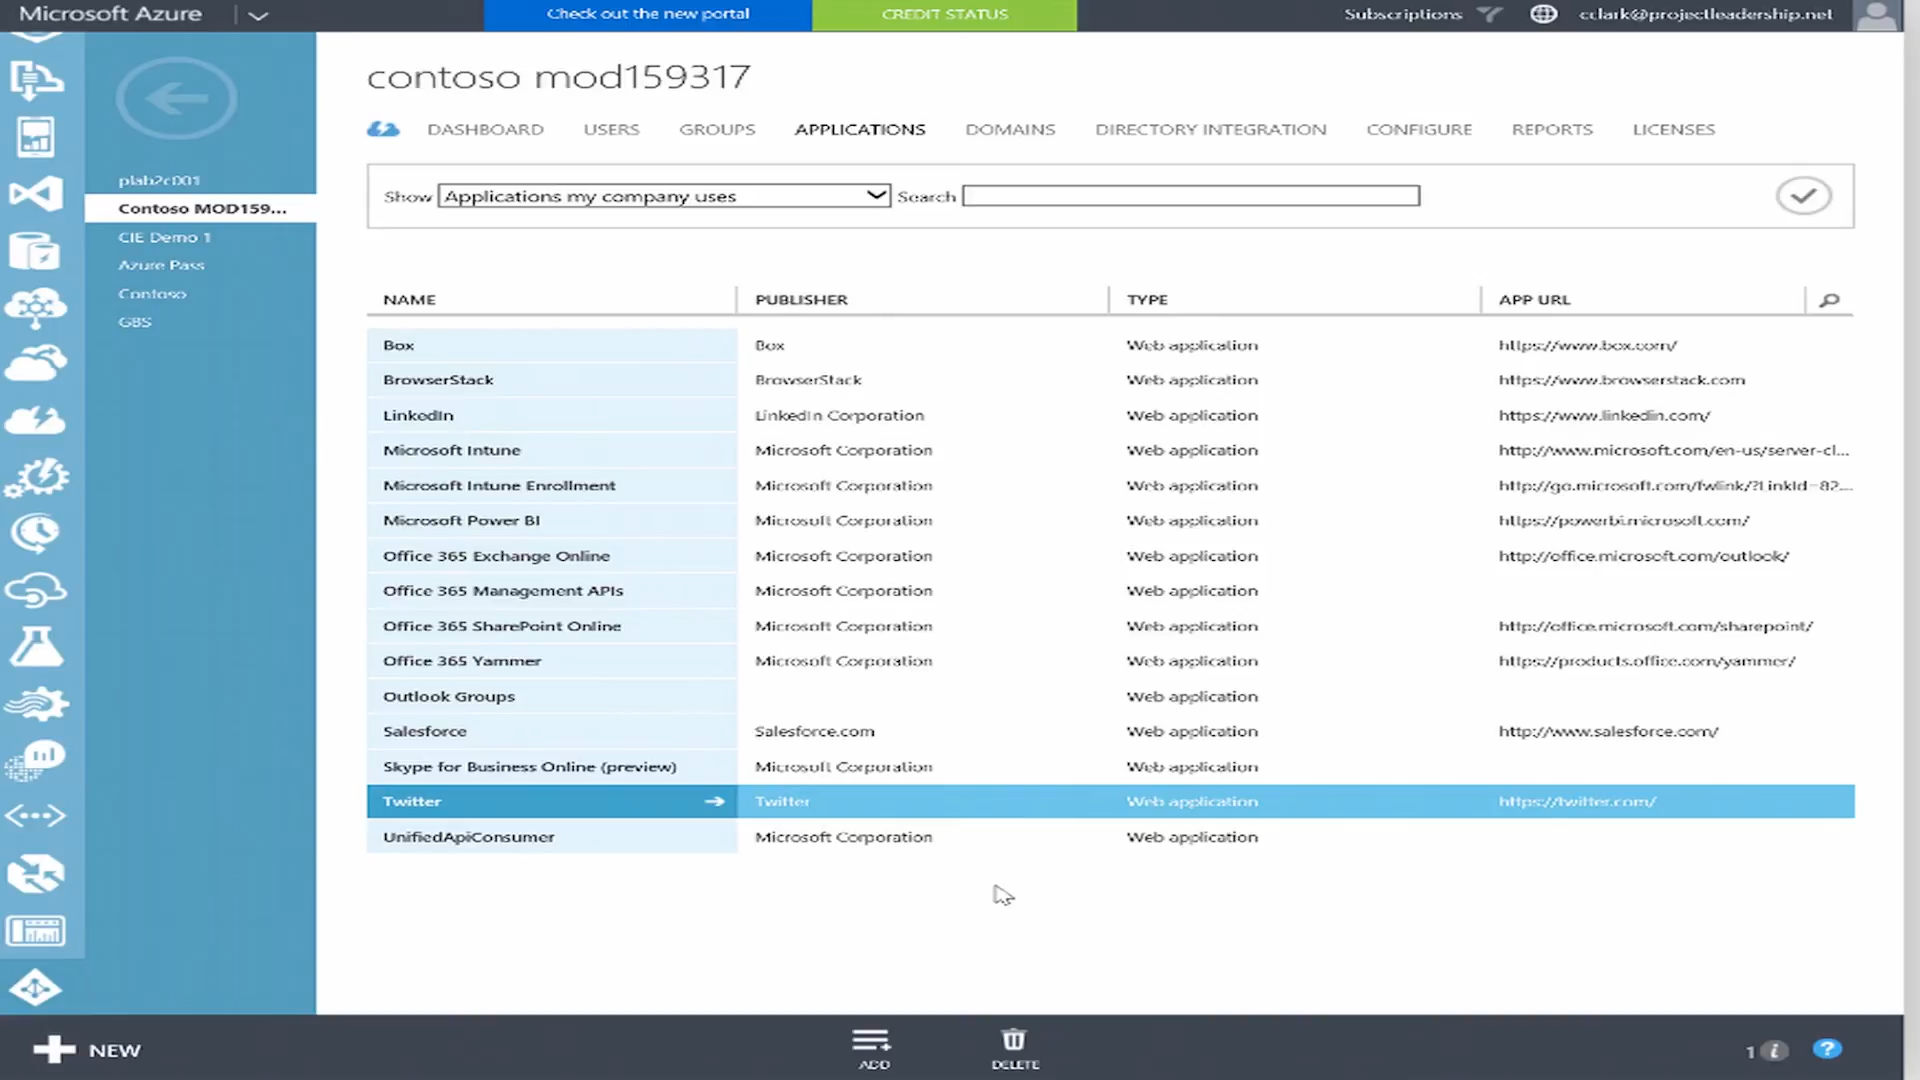 Microsoft Azure
Check out the new portal
CREDIT STATUS
Subscriptions
cclark@projectleadership.net
plab2c001
Contoso MOD159...
CIE Demo 1
Azure Pass
Contoso
GBS
contoso mod159317
DASHBOARD USERS GROUPS APPLICATIONS DOMAINS DIRECTORY INTEGRATION CONFIGURE REPORTS LICENSES
Show Applications my company uses Search
NAME PUBLISHER TYPE APP URL
Box Box Web application https://www.box.com/
BrowserStack BrowserStack Web application https://www.browserstack.com
LinkedIn LinkedIn Corporation Web application https://www.linkedin.com/
Microsoft Intune Microsoft Corporation Web application http://www.microsoft.com/en-us/server-cl...
Microsoft Intune Enrollment Microsoft Corporation Web application http://go.microsoft.com/fwlink/?LinkId=82...
Microsoft Power BI Microsoft Corporation Web application https://powerbi.microsoft.com/
Office 365 Exchange Online Microsoft Corporation Web application http://office.microsoft.com/outlook/
Office 365 Management APIs Microsoft Corporation Web application
Office 365 SharePoint Online Microsoft Corporation Web application http://office.microsoft.com/sharepoint/
Office 365 Yammer Microsoft Corporation Web application https://products.office.com/yammer/
Outlook Groups Web application
Salesforce Salesforce.com Web application http://www.salesforce.com/
Skype for Business Online (preview) Microsoft Corporation Web application
Twitter Twitter Web application https://twitter.com/
UnifiedApiConsumer Microsoft Corporation Web application
NEW
ADD
DELETE
1